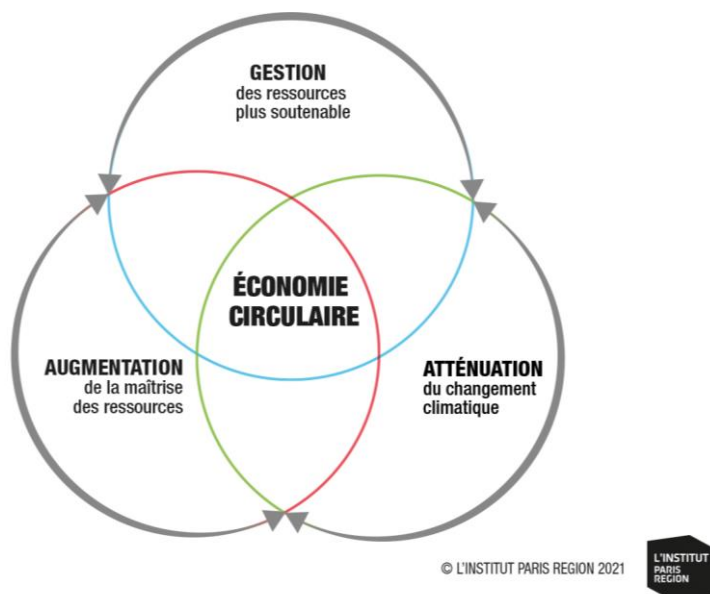 GESTION
des ressources
plus soutenable
ÉCONOMIE
CIRCULAIRE
AUGMENTATION
de la maîtrise
des ressources
ATTÉNUATION
du changement
climatique
© L'INSTITUT PARIS REGION 2021
L'INSTITUT
PARIS
REGION